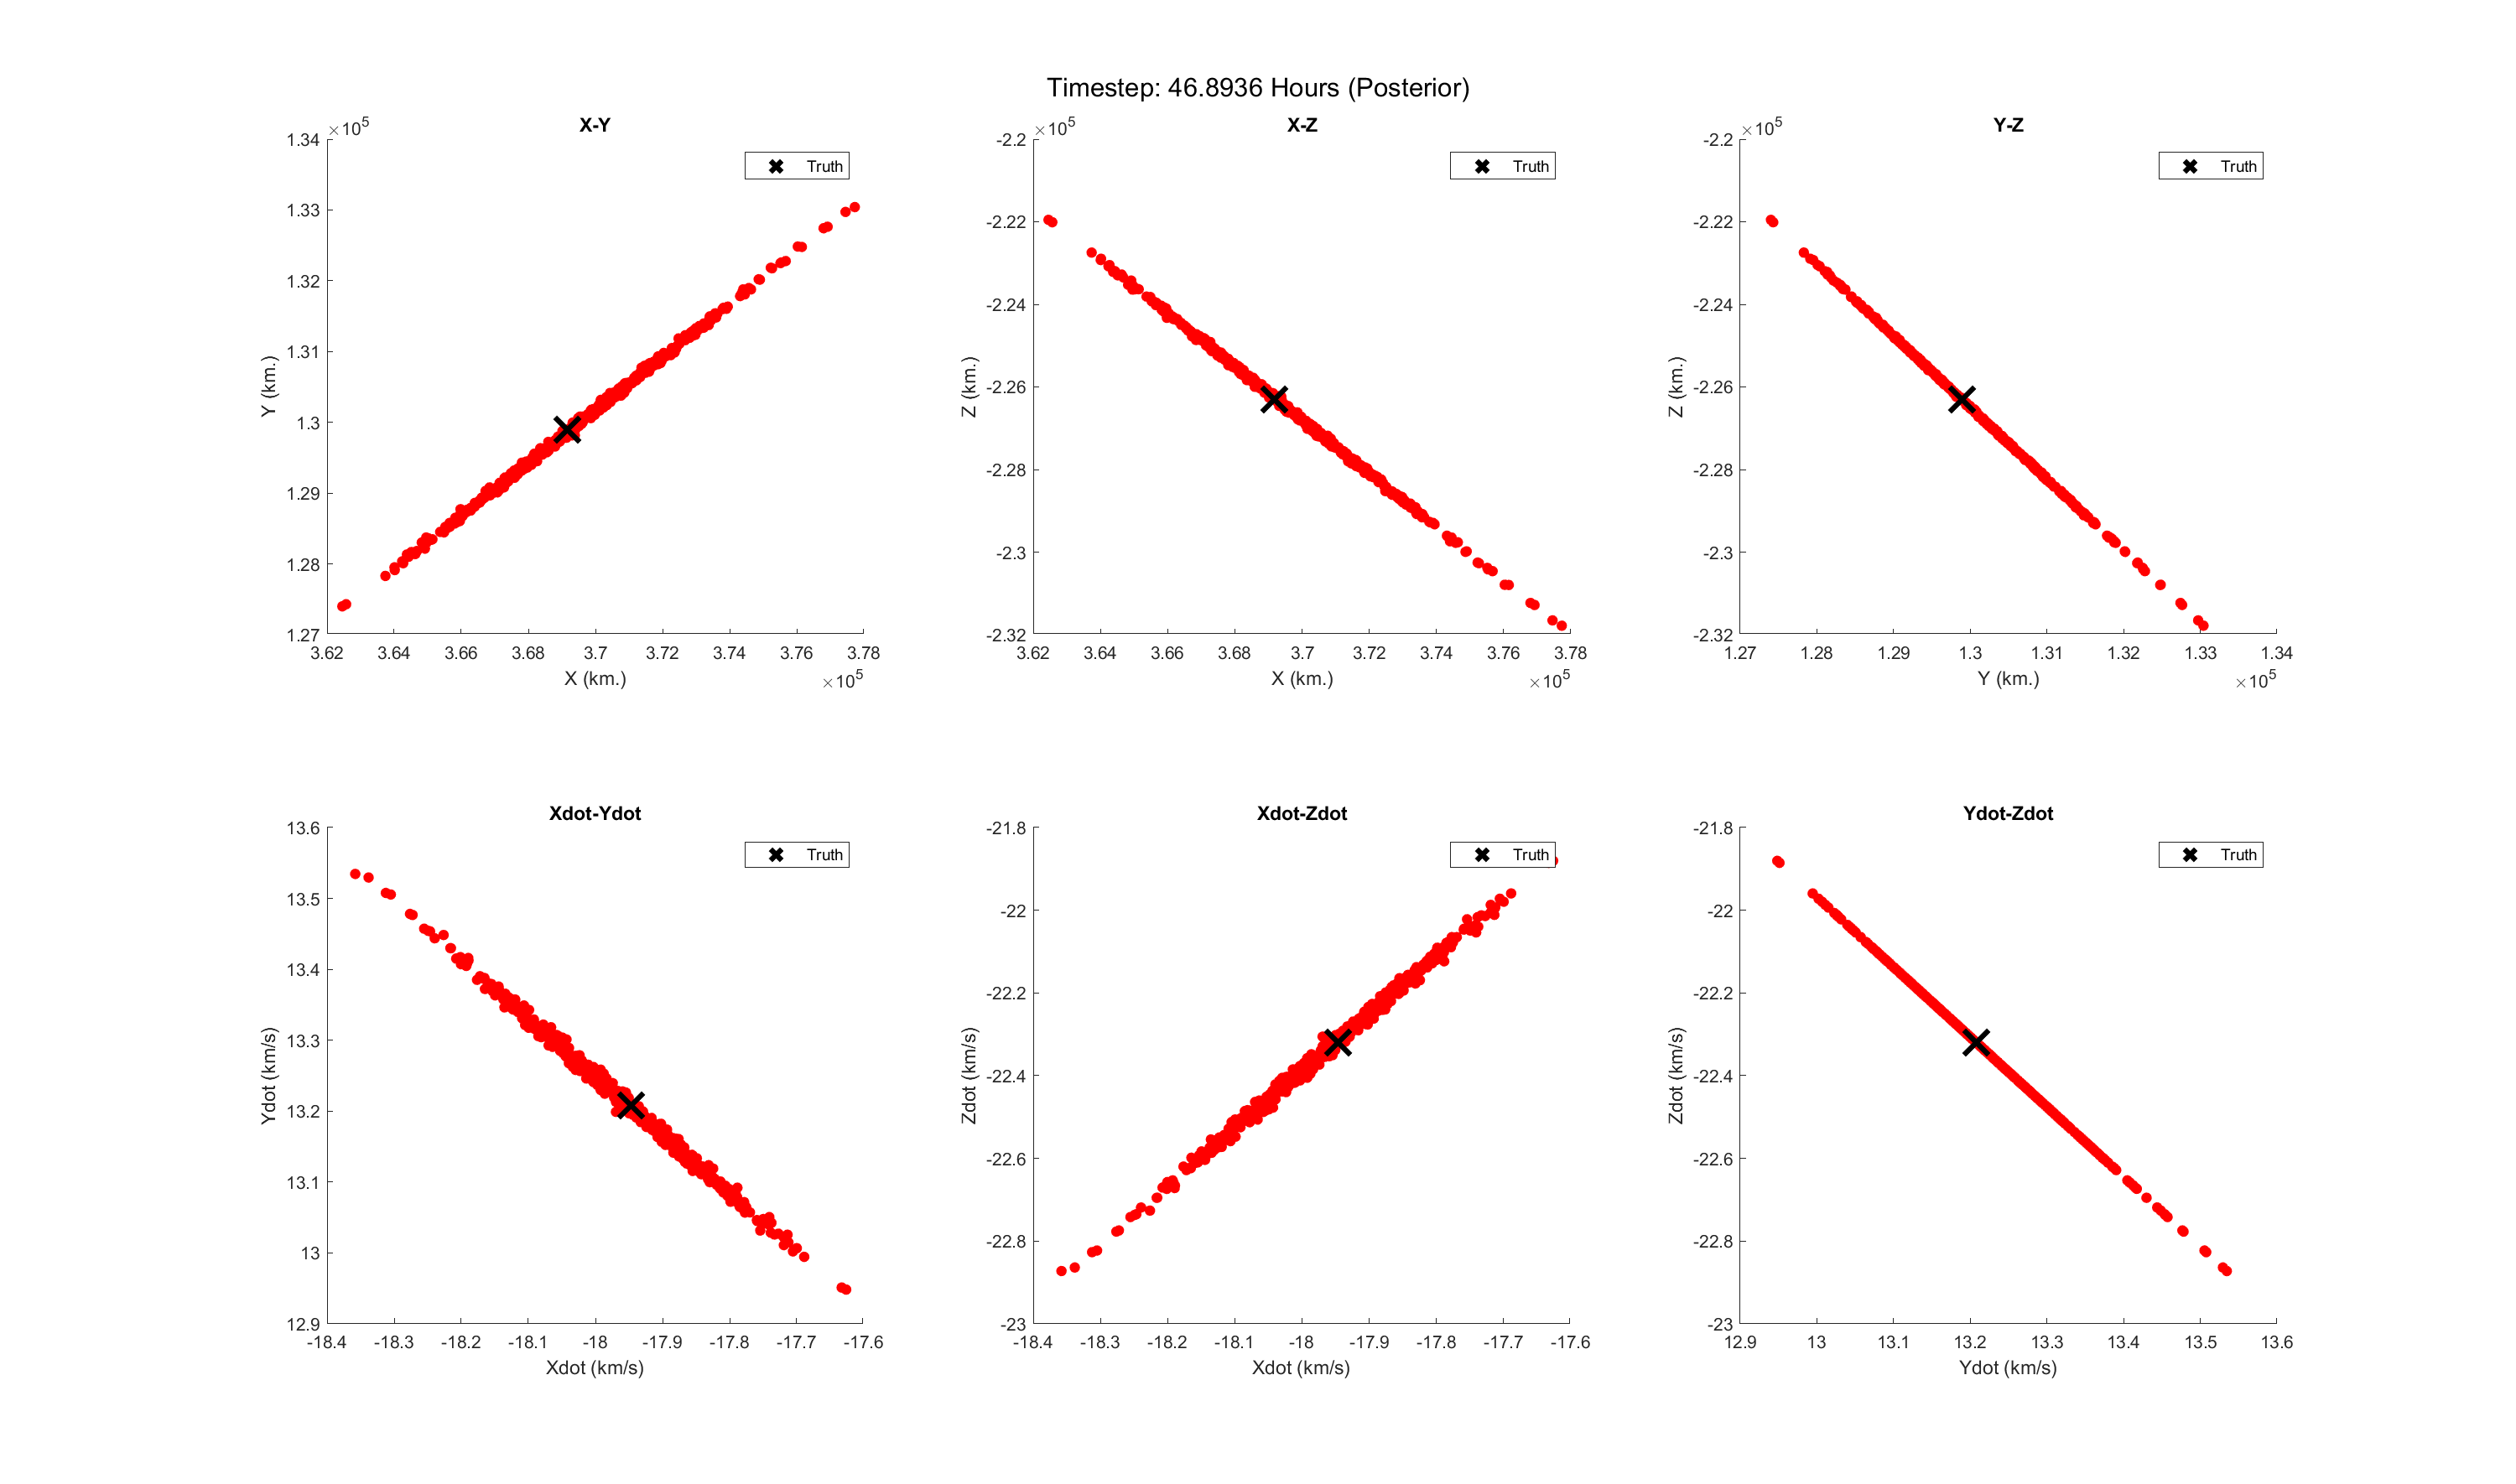 Timestep: 46.8936 Hours (Posterior)
X-Y
×10^5
1.34
1.33
1.32
1.31
1.3
1.29
1.28
1.27
Y (km.)
Truth
3.62 3.64 3.66 3.68 3.7 3.72 3.74 3.76 3.78
X (km.)
×10^5
X-Z
×10^5
-2.2
-2.22
-2.24
-2.26
-2.28
-2.3
-2.32
Z (km.)
Truth
3.62 3.64 3.66 3.68 3.7 3.72 3.74 3.76 3.78
X (km.)
×10^5
Y-Z
×10^5
-2.2
-2.22
-2.24
-2.26
-2.28
-2.3
-2.32
Z (km.)
Truth
1.27 1.28 1.29 1.3 1.31 1.32 1.33 1.34
Y (km.)
×10^5
Xdot-Ydot
13.6
13.5
13.4
13.3
13.2
13.1
13
12.9
Ydot (km/s)
Truth
-18.4 -18.3 -18.2 -18.1 -18 -17.9 -17.8 -17.7 -17.6
Xdot (km/s)
Xdot-Zdot
-21.8
-22
-22.2
-22.4
-22.6
-22.8
-23
Zdot (km/s)
Truth
-18.4 -18.3 -18.2 -18.1 -18 -17.9 -17.8 -17.7 -17.6
Xdot (km/s)
Ydot-Zdot
-21.8
-22
-22.2
-22.4
-22.6
-22.8
-23
Zdot (km/s)
Truth
12.9 13 13.1 13.2 13.3 13.4 13.5 13.6
Ydot (km/s)